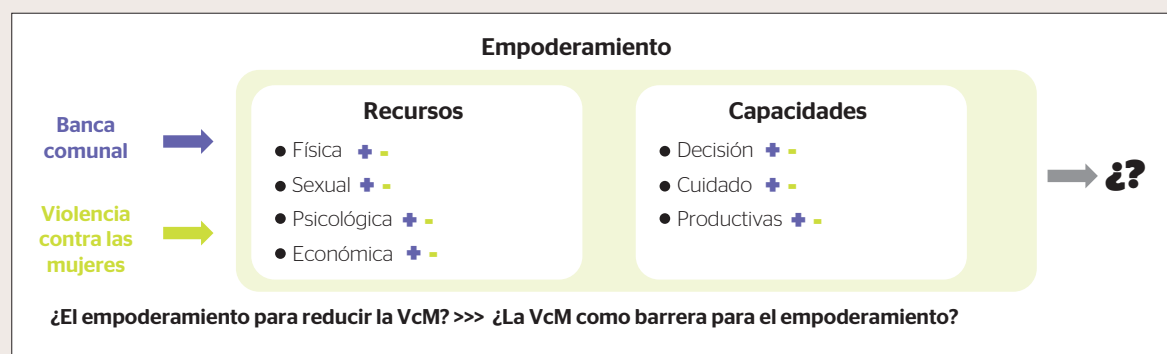 Empoderamiento
Banca
comunal
Violencia
contra las
mujeres
Recursos
● Física + -
● Sexual + -
● Psicológica + -
● Económica + -
Capacidades
● Decisión + -
● Cuidado + -
● Productivas + -
¿?
¿El empoderamiento para reducir la VcM? >>> ¿La VcM como barrera para el empoderamiento?